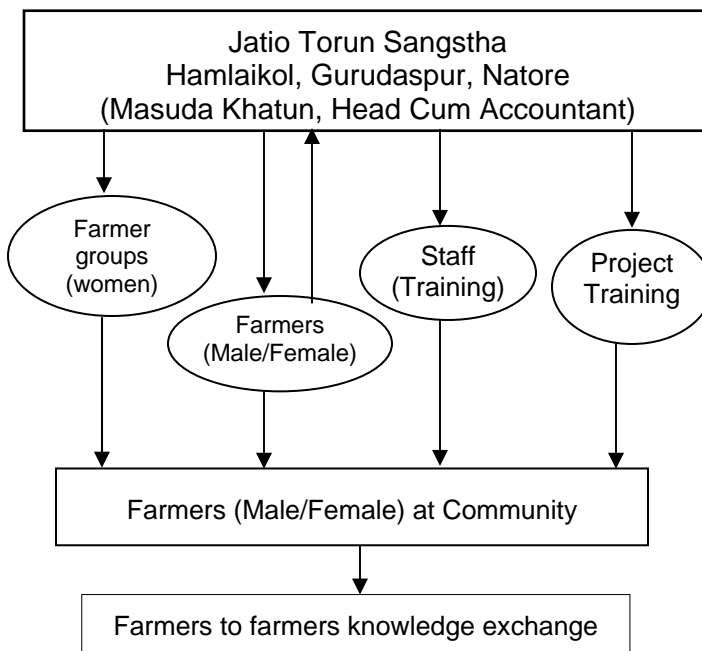 Jatio Torun Sangstha
Hamlaikol, Gurudaspur, Natore
(Masuda Khatun, Head Cum Accountant)
Farmer
groups
(women)
Farmers
(Male/Female)
Staff
(Training)
Project
Training
Farmers (Male/Female) at Community
Farmers to farmers knowledge exchange